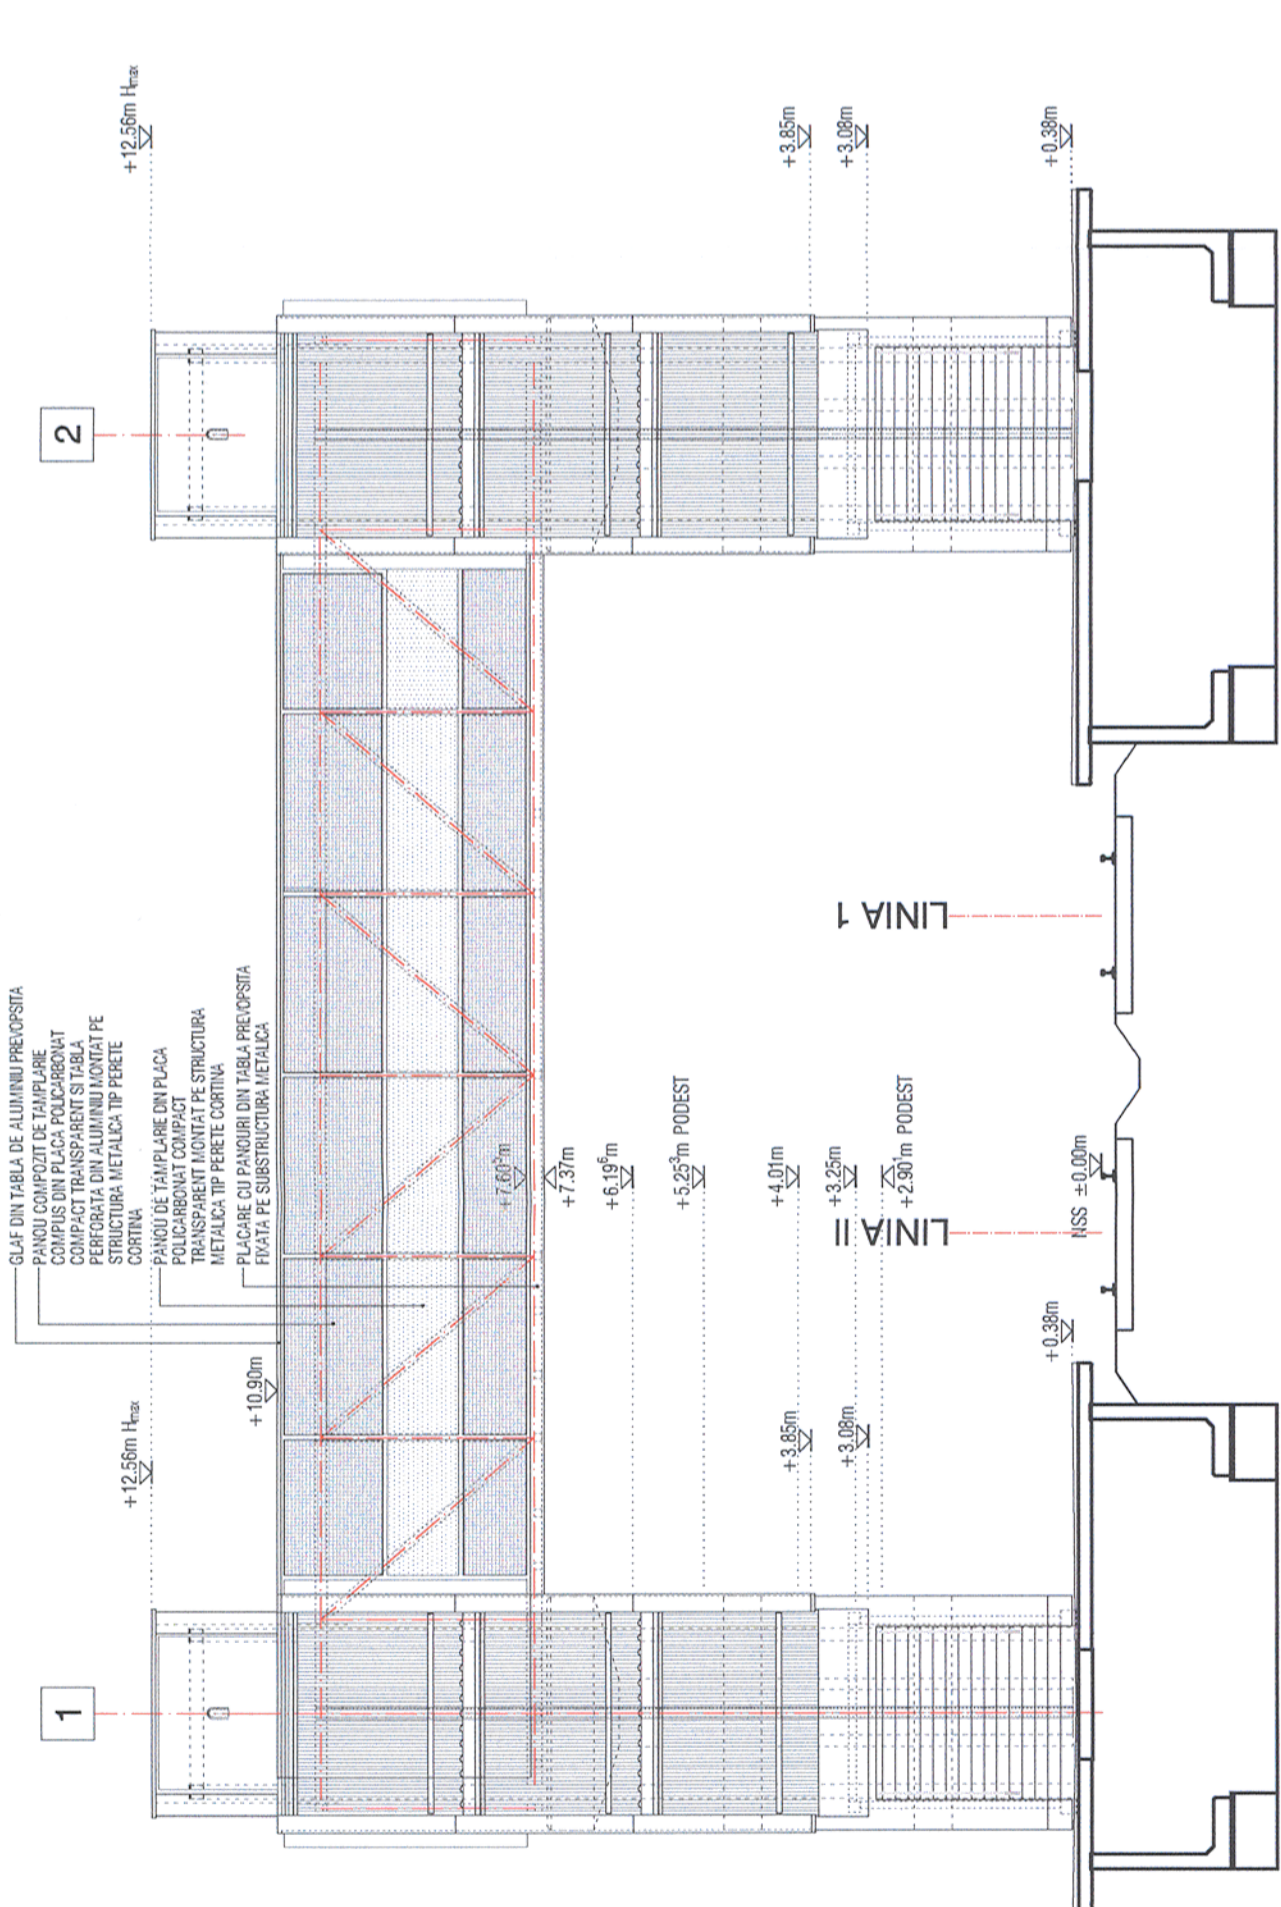 GLAF DIN TABLA DE ALUMINIU PREVOPSITA
PANOU COMPOZIT DE TAMPLARIE
COMPUS DIN PLACA POLICARBONAT
COMPACT TRANSPARENT SI TABLA
PERFORATA DIN ALUMINIU MONTAT PE
STRUCTURA METALICA TIP PERETE
CORTINA
PANOU DE TAMPLARIE DIN PLACA
POLICARBONAT COMPACT
TRANSPARENT MONTAT PE STRUCTURA
METALICA TIP PERETE CORTINA
PLACARE CU PANOURI DIN TABLA PREVOPSITA
FIXATA PE SUBSTRUCTURA METALICA
1
2
+12.56m Hmax
+12.56m Hmax
+10.90m
+7.37m
+6.19⁶m
+5.25³m PODEST
+4.01m
+3.85m
+3.85m
+3.25m
+3.08m
+3.08m
+2.90¹m PODEST
LINIA II
LINIA 1
+0.38m
+0.38m
NSS ±0.00m